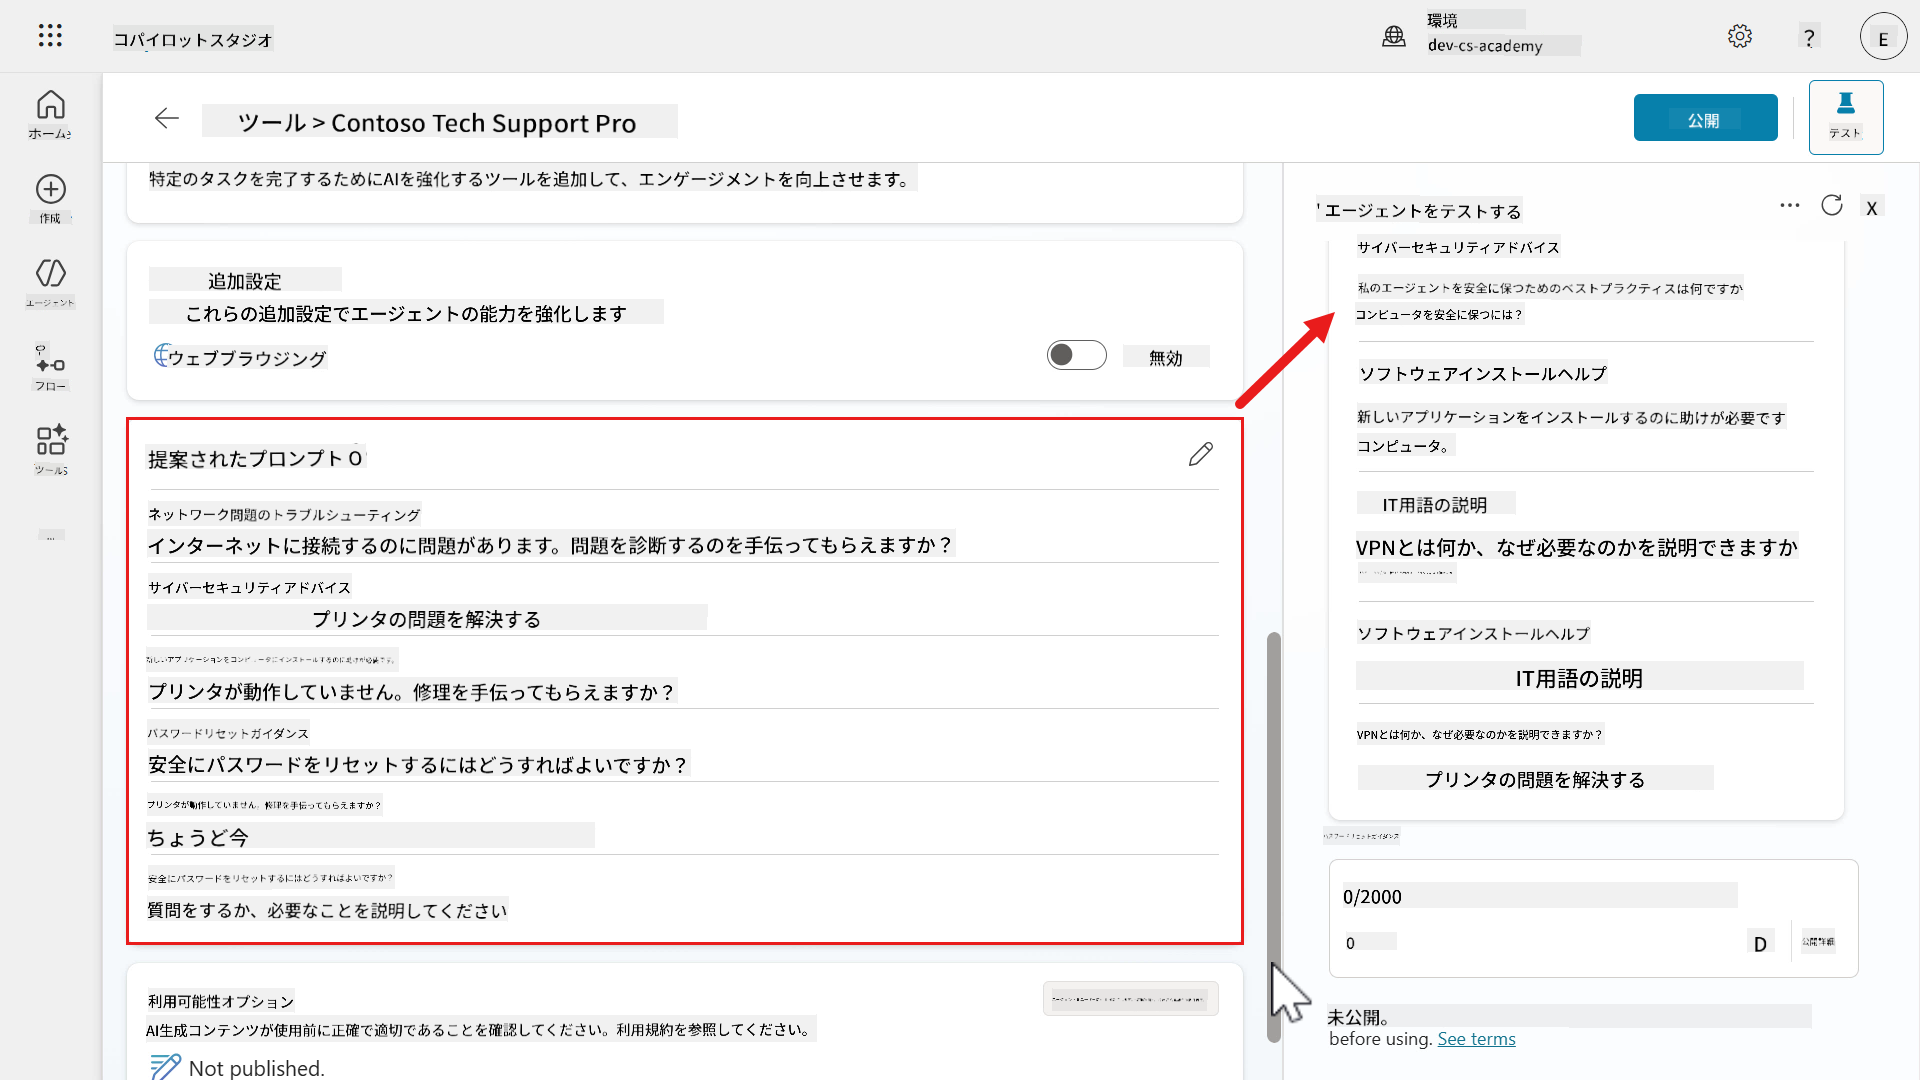 コパイロットスタジオ
環境
dev-cs-academy
?
E
ホーム
作成
エージェント
フロー
ツール
ツール > Contoso Tech Support Pro
公開
テスト
特定のタスクを完了するためにAIを強化するツールを追加して、エンゲージメントを向上させます。
追加設定
これらの追加設定でエージェントの能力を強化します
ウェブブラウジング
無効
提案されたプロンプト O
ネットワーク問題のトラブルシューティング
インターネットに接続するのに問題があります。問題を診断するのを手伝ってもらえますか?
サイバーセキュリティアドバイス
プリンタの問題を解決する
新しいアプリケーションをコンピュータにインストールするのに助けが必要です。
プリンタが動作していません。修理を手伝ってもらえますか?
パスワードリセットガイダンス
安全にパスワードをリセットするにはどうすればよいですか?
プリンタが動作していません。修理を手伝ってもらえますか?
ちょうど今
安全にパスワードをリセットするにはどうすればよいですか?
質問をするか、必要なことを説明してください
利用可能性オプション
AI生成コンテンツが使用前に正確で適切であることを確認してください。利用規約を参照してください。
Not published.
エージェントをテストする
X
サイバーセキュリティアドバイス
私のエージェントを安全に保つためのベストプラクティスは何ですか
コンピュータを安全に保つには?
ソフトウェアインストールヘルプ
新しいアプリケーションをインストールするのに助けが必要です
コンピュータ。
IT用語の説明
VPNとは何か、なぜ必要なのかを説明できますか
ソフトウェアインストールヘルプ
IT用語の説明
VPNとは何か、なぜ必要なのかを説明できますか?
プリンタの問題を解決する
パスワードリセットガイダンス
0/2000
0
D
公開詳細
未公開。
before using. See terms